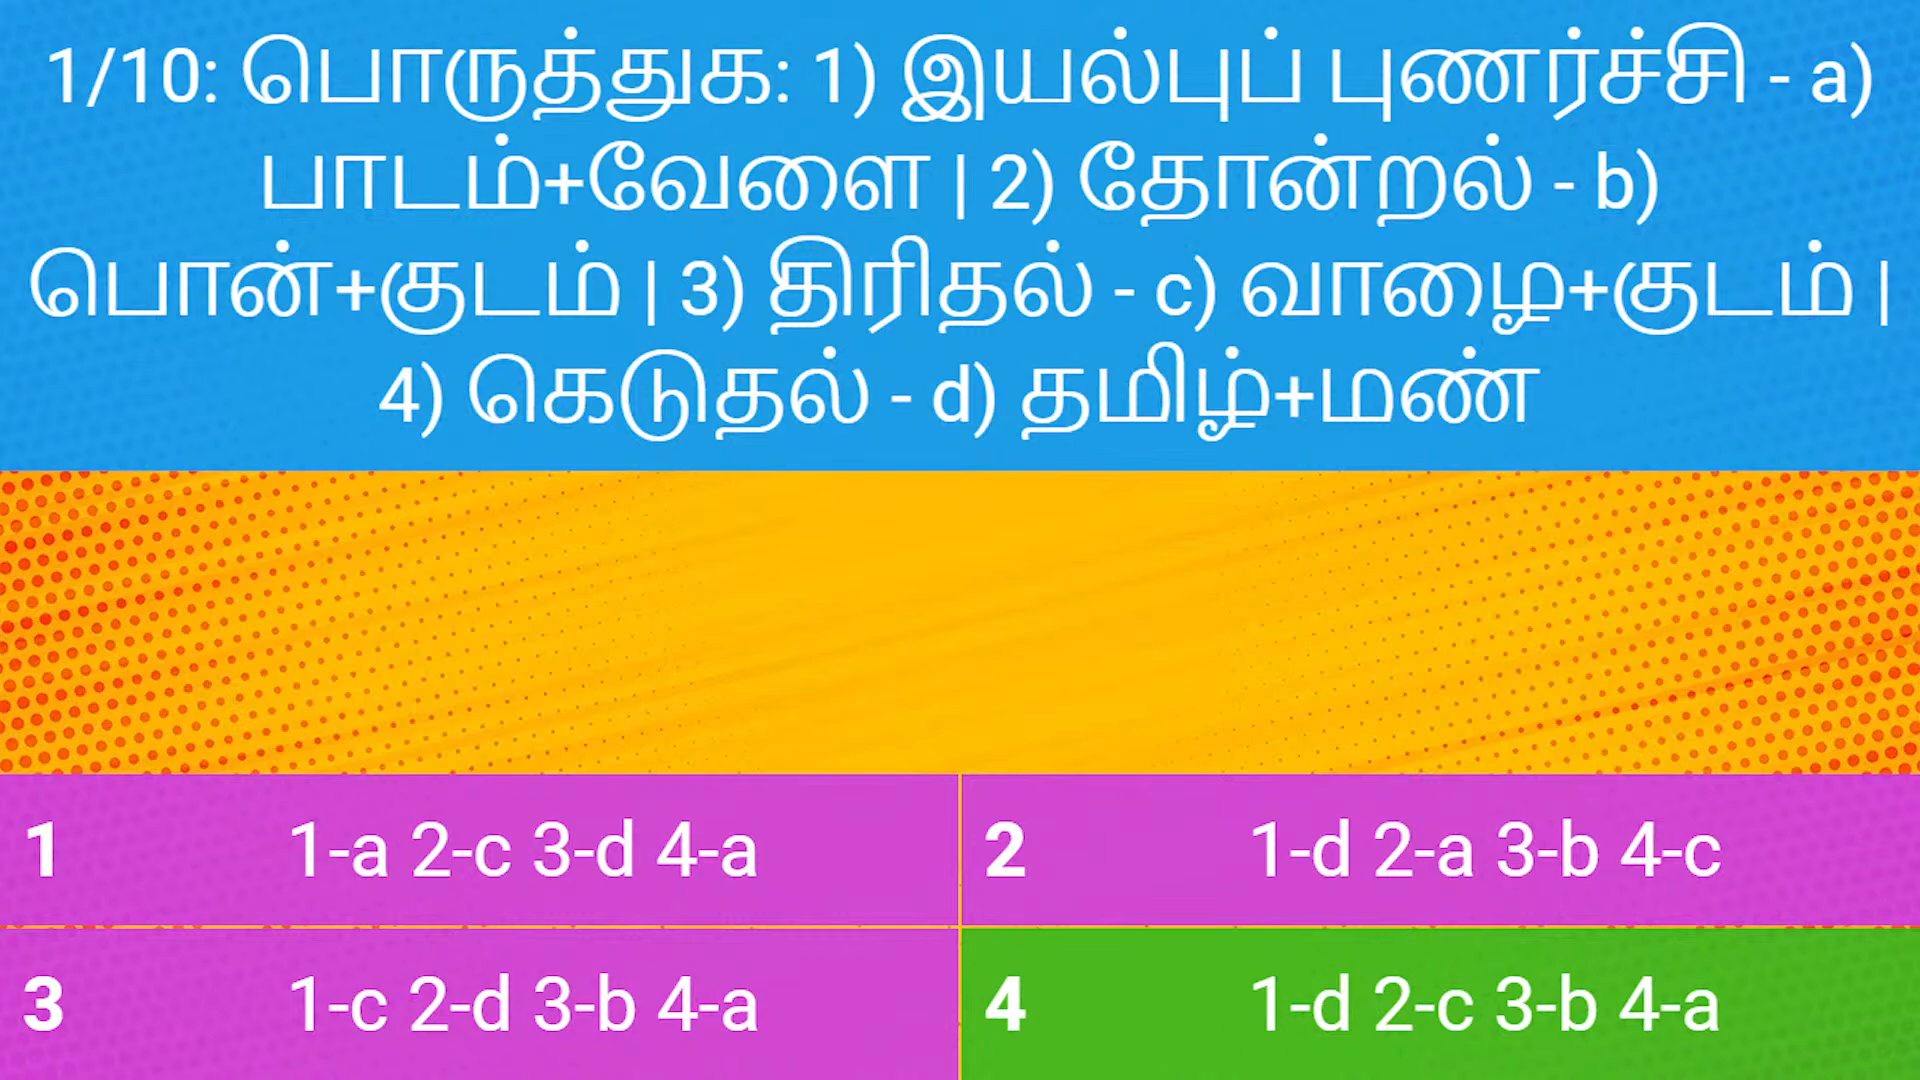 1/10: பொருத்துக: 1) இயல்புப் புணர்ச்சி - a)
பாடம்+வேளை | 2) தோன்றல் - b)
பொன்+குடம் | 3) திரிதல் - c) வாழை+குடம் |
4) கெடுதல் - d) தமிழ்+மண்
1 1-a 2-c 3-d 4-a
2 1-d 2-a 3-b 4-c
3 1-c 2-d 3-b 4-a
4 1-d 2-c 3-b 4-a